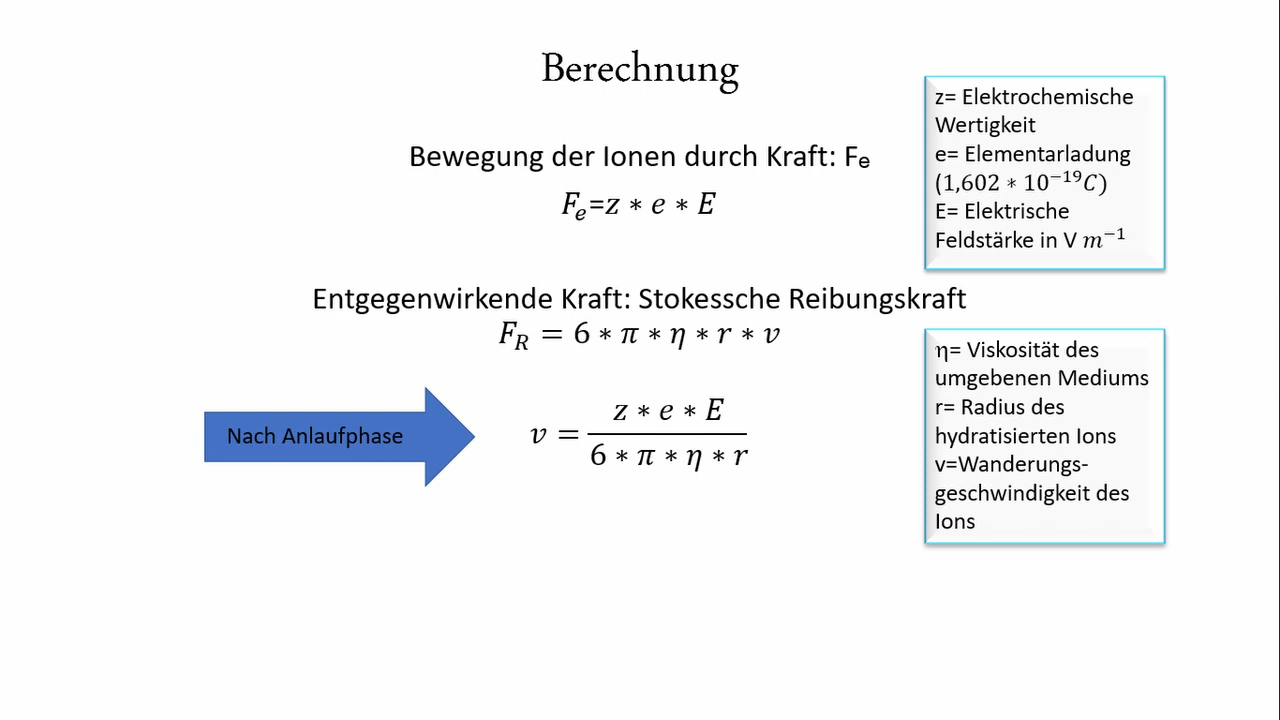 Berechnung
Bewegung der Ionen durch Kraft: Fₑ
Fₑ=z * e * E
z= Elektrochemische
Wertigkeit
e= Elementarladung
(1,602 * 10⁻¹⁹C)
E= Elektrische
Feldstärke in V m⁻¹
Entgegenwirkende Kraft: Stokessche Reibungskraft
F_R = 6 * π * η * r * v
Nach Anlaufphase
v = (z * e * E) / (6 * π * η * r)
η= Viskosität des
umgebenen Mediums
r= Radius des
hydratisierten Ions
v=Wanderungs-
geschwindigkeit des
Ions